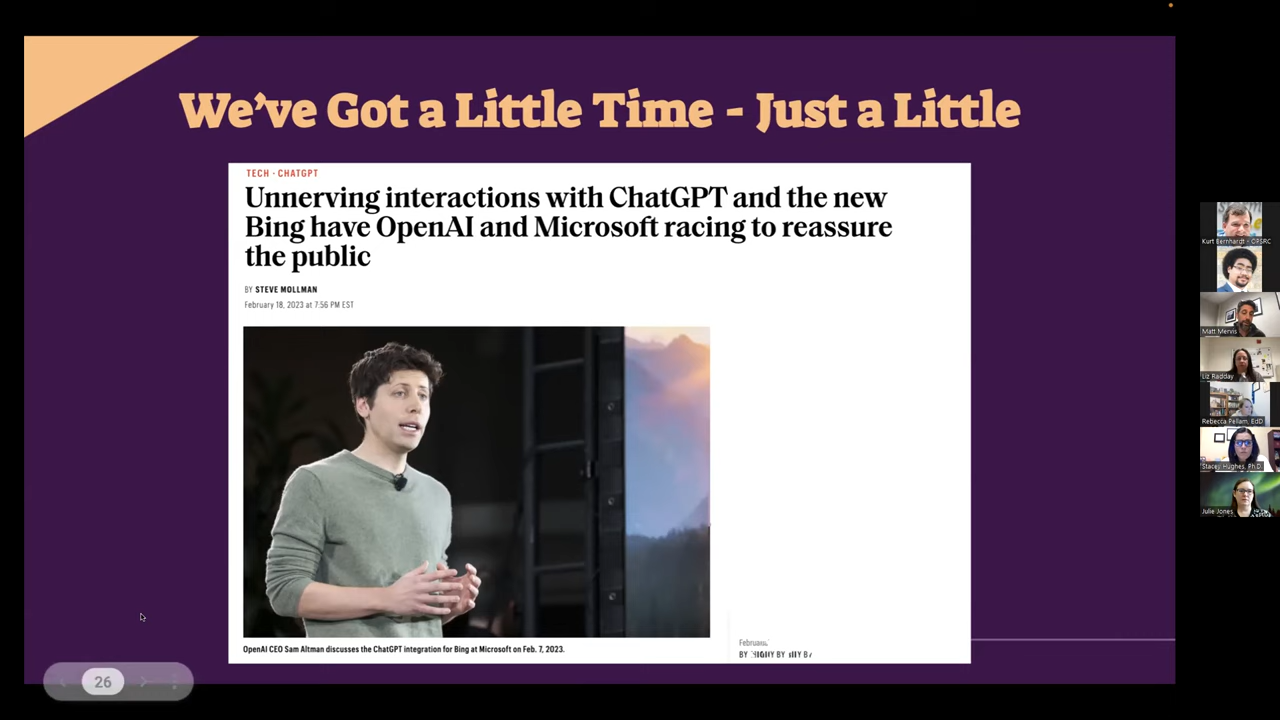 We've Got a Little Time - Just a Little
TECH · CHATGPT
Unnerving interactions with ChatGPT and the new
Bing have OpenAI and Microsoft racing to reassure
the public
BY STEVE MOLLMAN
February 18, 2023 at 7:56 PM EST
OpenAI CEO Sam Altman discusses the ChatGPT integration for Bing at Microsoft on Feb. 7, 2023.
BY
26
Kurt Bernhardt - OPSRC
Matt Mervis
Liz Radday
Rebecca Pellam, EdD
Stacey Hughes, Ph.D.
Julie Jones